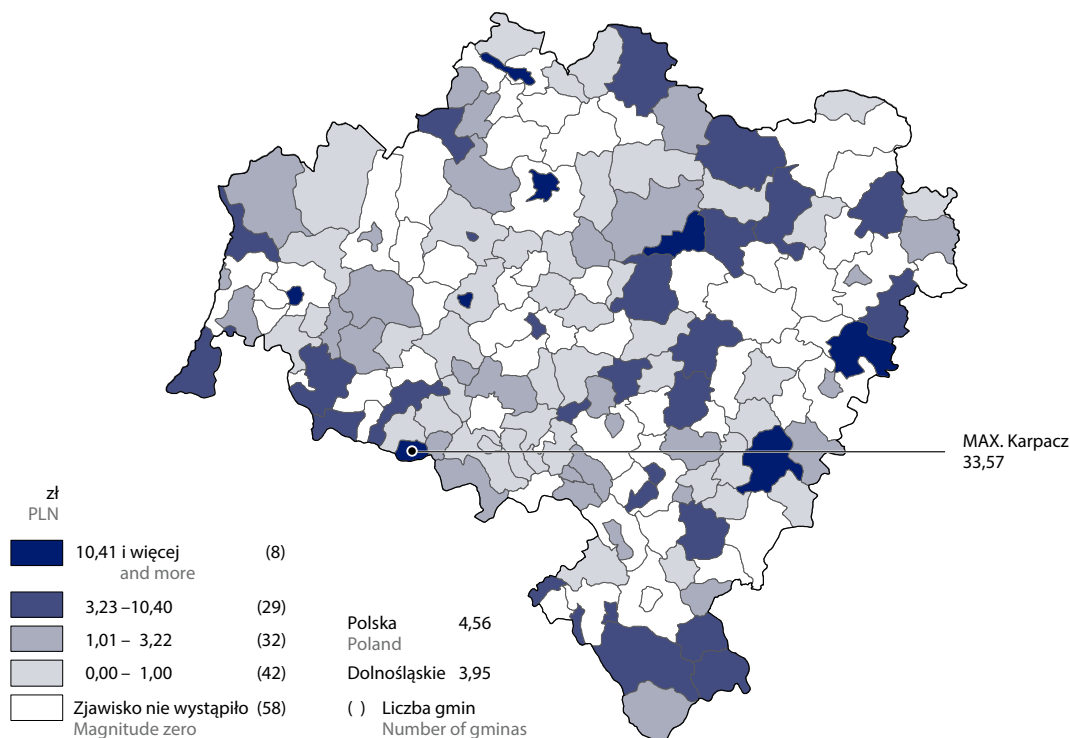 MAX. Karpacz
33,57
zł
PLN
10,41 i więcej (8)
and more
3,23 – 10,40 (29)
1,01 – 3,22 (32)
0,00 – 1,00 (42)
Zjawisko nie wystąpiło (58)
Magnitude zero
Polska 4,56
Poland
Dolnośląskie 3,95
( ) Liczba gmin
Number of gminas